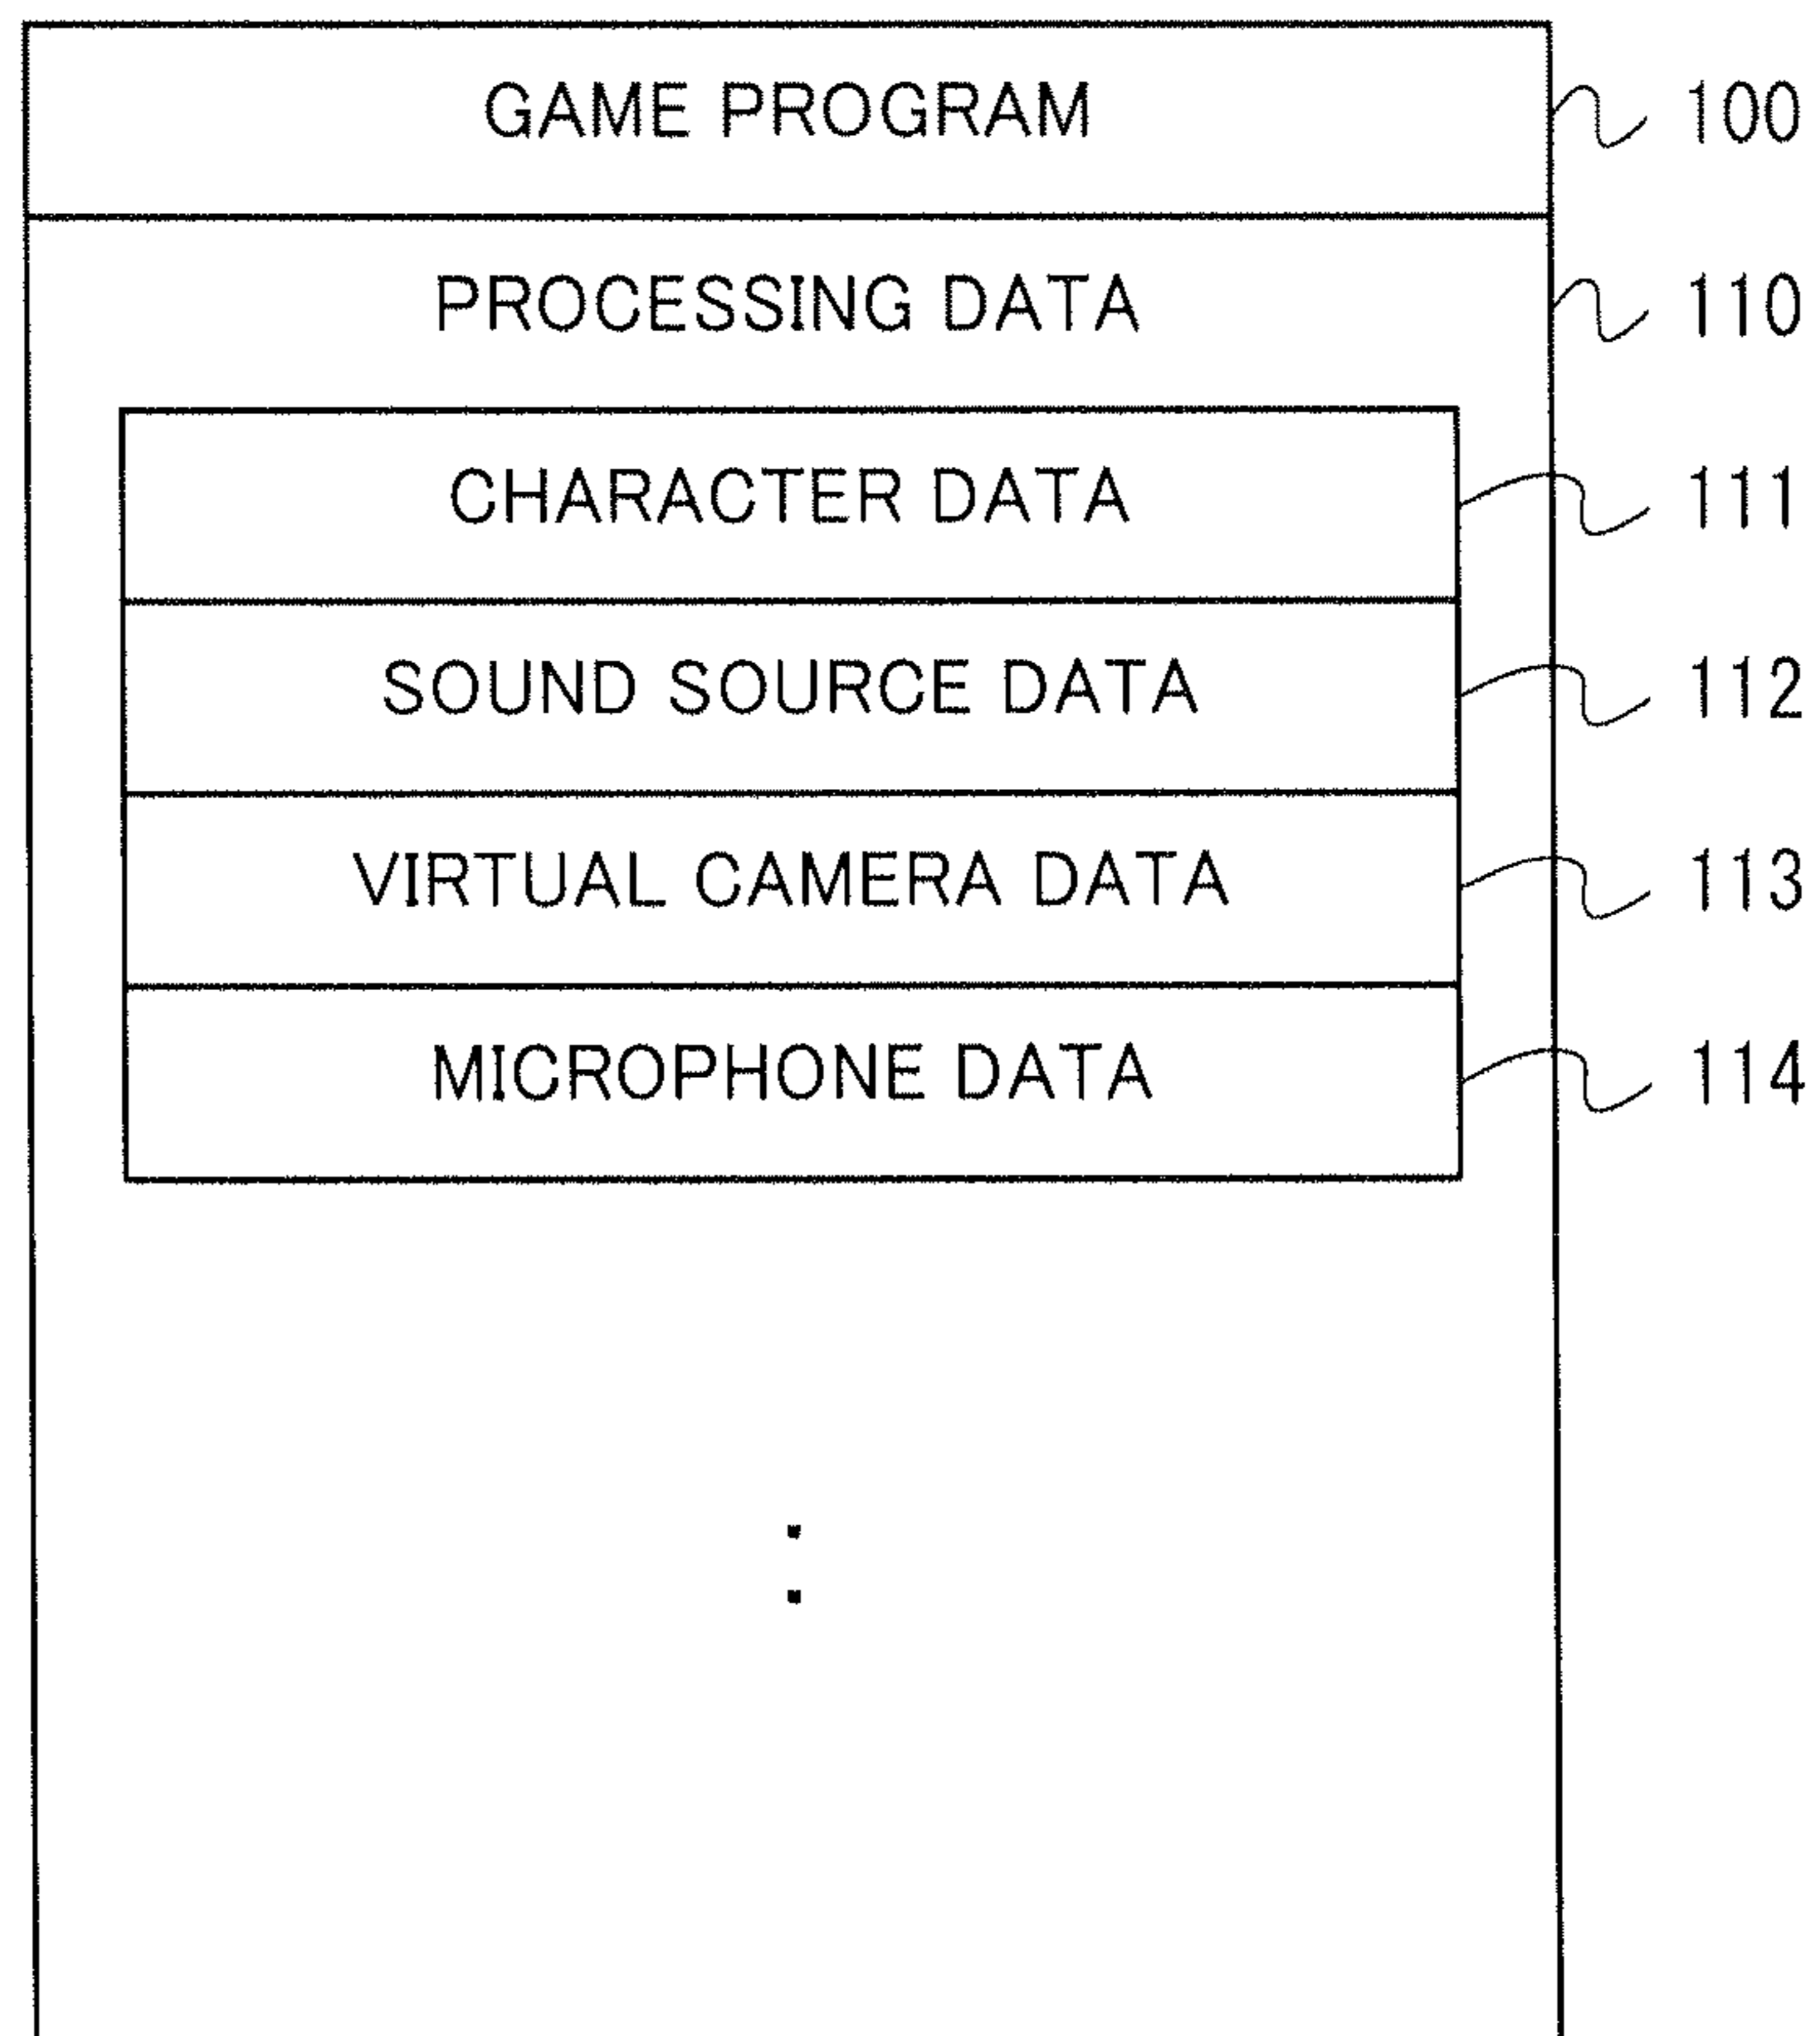 GAME PROGRAM 100
PROCESSING DATA 110
CHARACTER DATA 111
SOUND SOURCE DATA 112
VIRTUAL CAMERA DATA 113
MICROPHONE DATA 114